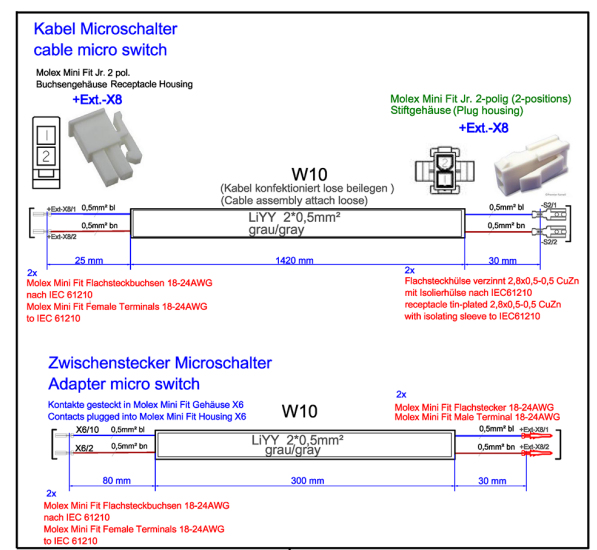 Kabel Microschalter
cable micro switch
Molex Mini Fit Jr. 2 pol.
Buchsengehäuse Receptacle Housing
+Ext.-X8
1
2
Molex Mini Fit Jr. 2-polig (2-positions)
Stiftgehäuse (Plug housing)
+Ext.-X8
2
1
W10
(Kabel konfektioniert lose beilegen )
(Cable assembly attach loose)
+Ext-X8/1 0,5mm² bl
LiYY 2*0,5mm²
grau/gray
0,5mm² bl -S2/1
0,5mm² bn
+Ext-X8/2
0,5mm² bn
-S2/2
25 mm 1420 mm 30 mm
2x
Molex Mini Fit Flachsteckbuchsen 18-24AWG
nach IEC 61210
Molex Mini Fit Female Terminals 18-24AWG
to IEC 61210
2x
Flachsteckhülse verzinnt 2,8x0,5-0,5 CuZn
mit Isolierhülse nach IEC61210
receptacle tin-plated 2,8x0,5-0,5 CuZn
with isolating sleeve to IEC61210
Zwischenstecker Microschalter
Adapter micro switch
Kontakte gesteckt in Molex Mini Fit Gehäuse X6
Contacts plugged into Molex Mini Fit Housing X6
W10
2x
Molex Mini Fit Flachstecker 18-24AWG
Molex Mini Fit Male Terminal 18-24AWG
X6/10 0,5mm² bl
LiYY 2*0,5mm²
grau/gray
0,5mm² bl +Ext-X8/1
X6/2 0,5mm² bn
0,5mm² bn +Ext-X8/2
80 mm 300 mm 30 mm
2x
Molex Mini Fit Flachsteckbuchsen 18-24AWG
nach IEC 61210
Molex Mini Fit Female Terminals 18-24AWG
to IEC 61210